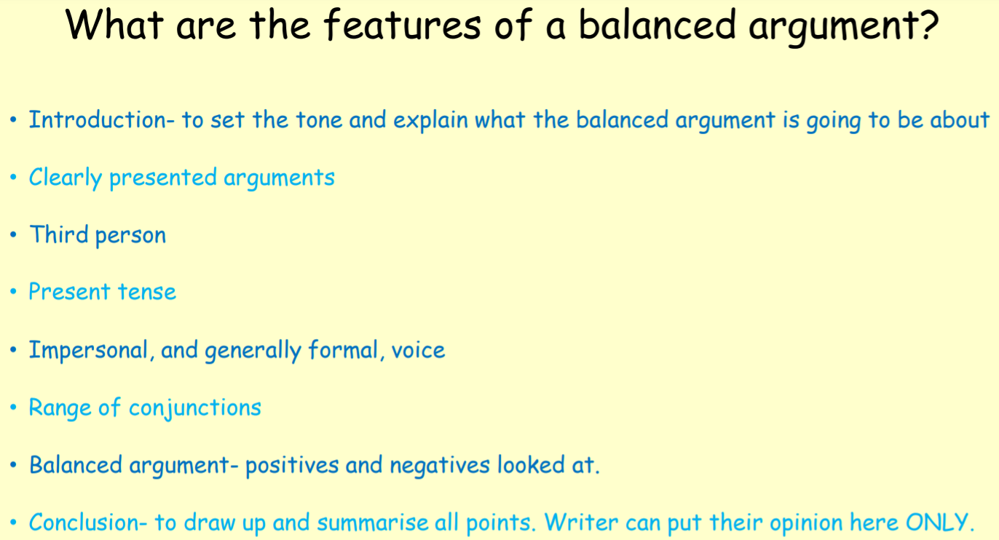 What are the features of a balanced argument?
• Introduction- to set the tone and explain what the balanced argument is going to be about
• Clearly presented arguments
• Third person
• Present tense
• Impersonal, and generally formal, voice
• Range of conjunctions
• Balanced argument- positives and negatives looked at.
• Conclusion- to draw up and summarise all points. Writer can put their opinion here ONLY.